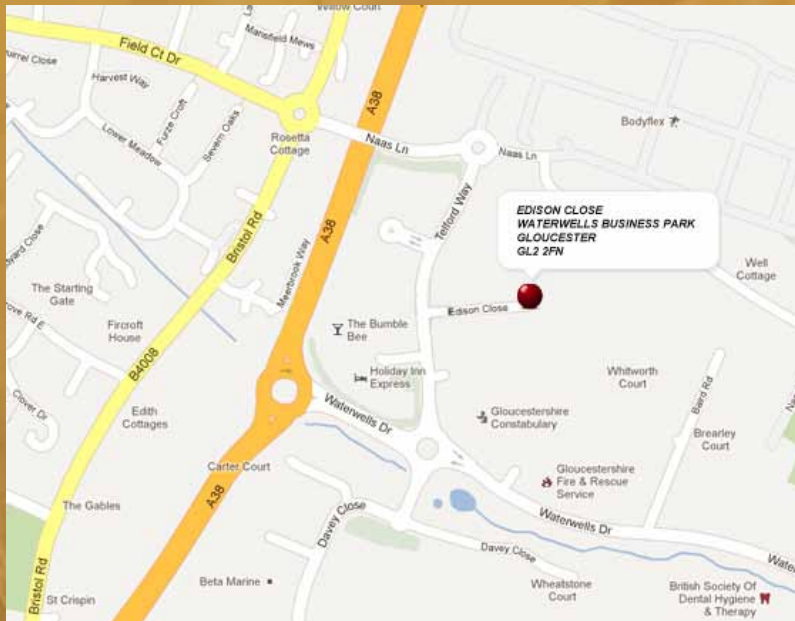 Willow Court
Mansfield Mews
Field Ct Dr
Harvest Way
Lower Meadow
Furze Croft
Severn Oaks
Rosetta
Cottage
A38
Naas Ln
Naas Ln
Bodyflex
Telford Way
EDISON CLOSE
WATERWELLS BUSINESS PARK
GLOUCESTER
GL2 2FN
Well
Cottage
Bristol Rd
A38
Meerbrook Way
The Starting
Gate
Fircroft
House
B4008
The Bumble
Bee
Edison Close
Holiday Inn
Express
Whitworth
Court
Baird Rd
Clover Dr
Edith
Cottages
Waterwells Dr
Gloucestershire
Constabulary
Brearley
Court
Carter Court
Gloucestershire
Fire & Rescue
Service
The Gables
A38
Davey Close
Waterwells Dr
Davey Close
Bristol Rd
St Crispin
Beta Marine
Wheatstone
Court
British Society Of
Dental Hygiene
& Therapy